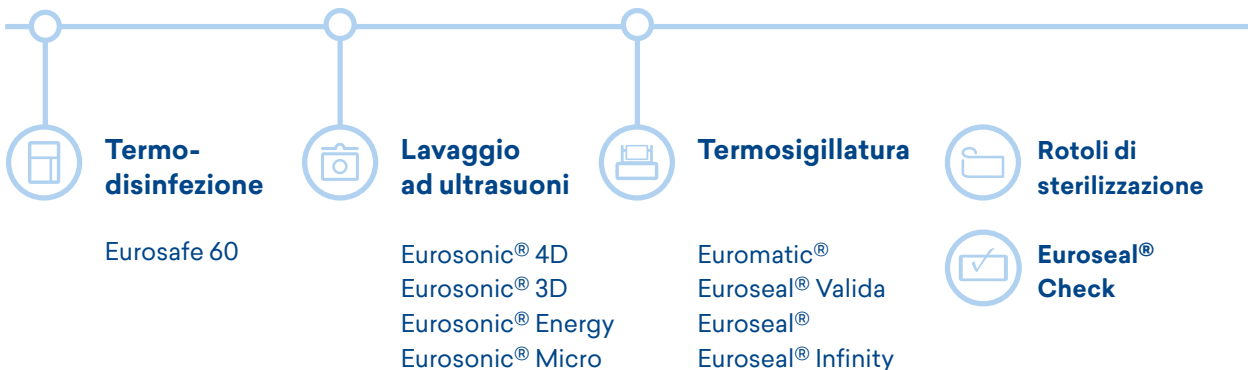 Termo-
disinfezione
Eurosafe 60
Lavaggio
ad ultrasuoni
Eurosonic® 4D
Eurosonic® 3D
Eurosonic® Energy
Eurosonic® Micro
Termosigillatura
Euromatic®
Euroseal® Valida
Euroseal®
Euroseal® Infinity
Rotoli di
sterilizzazione
Euroseal®
Check